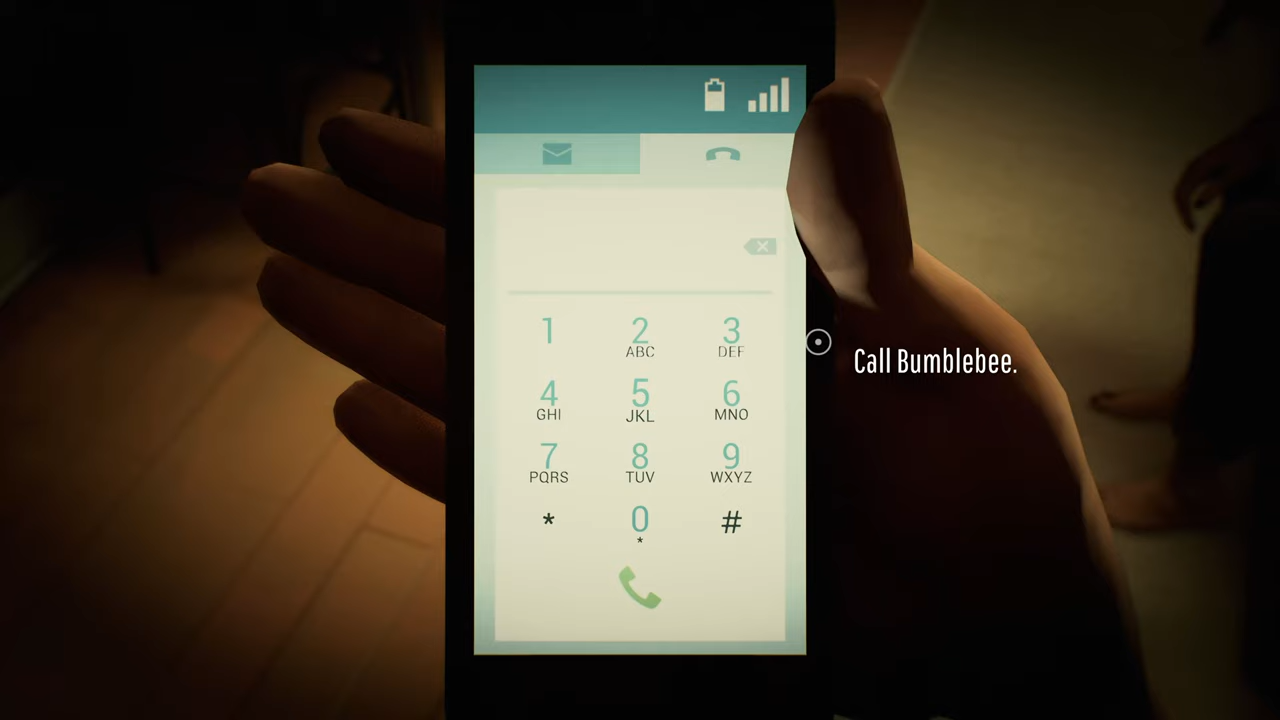 1 2 3
ABC DEF
4 5 6
GHI JKL MNO
7 8 9
PQRS TUV WXYZ
* 0 #
*
Call Bumblebee.